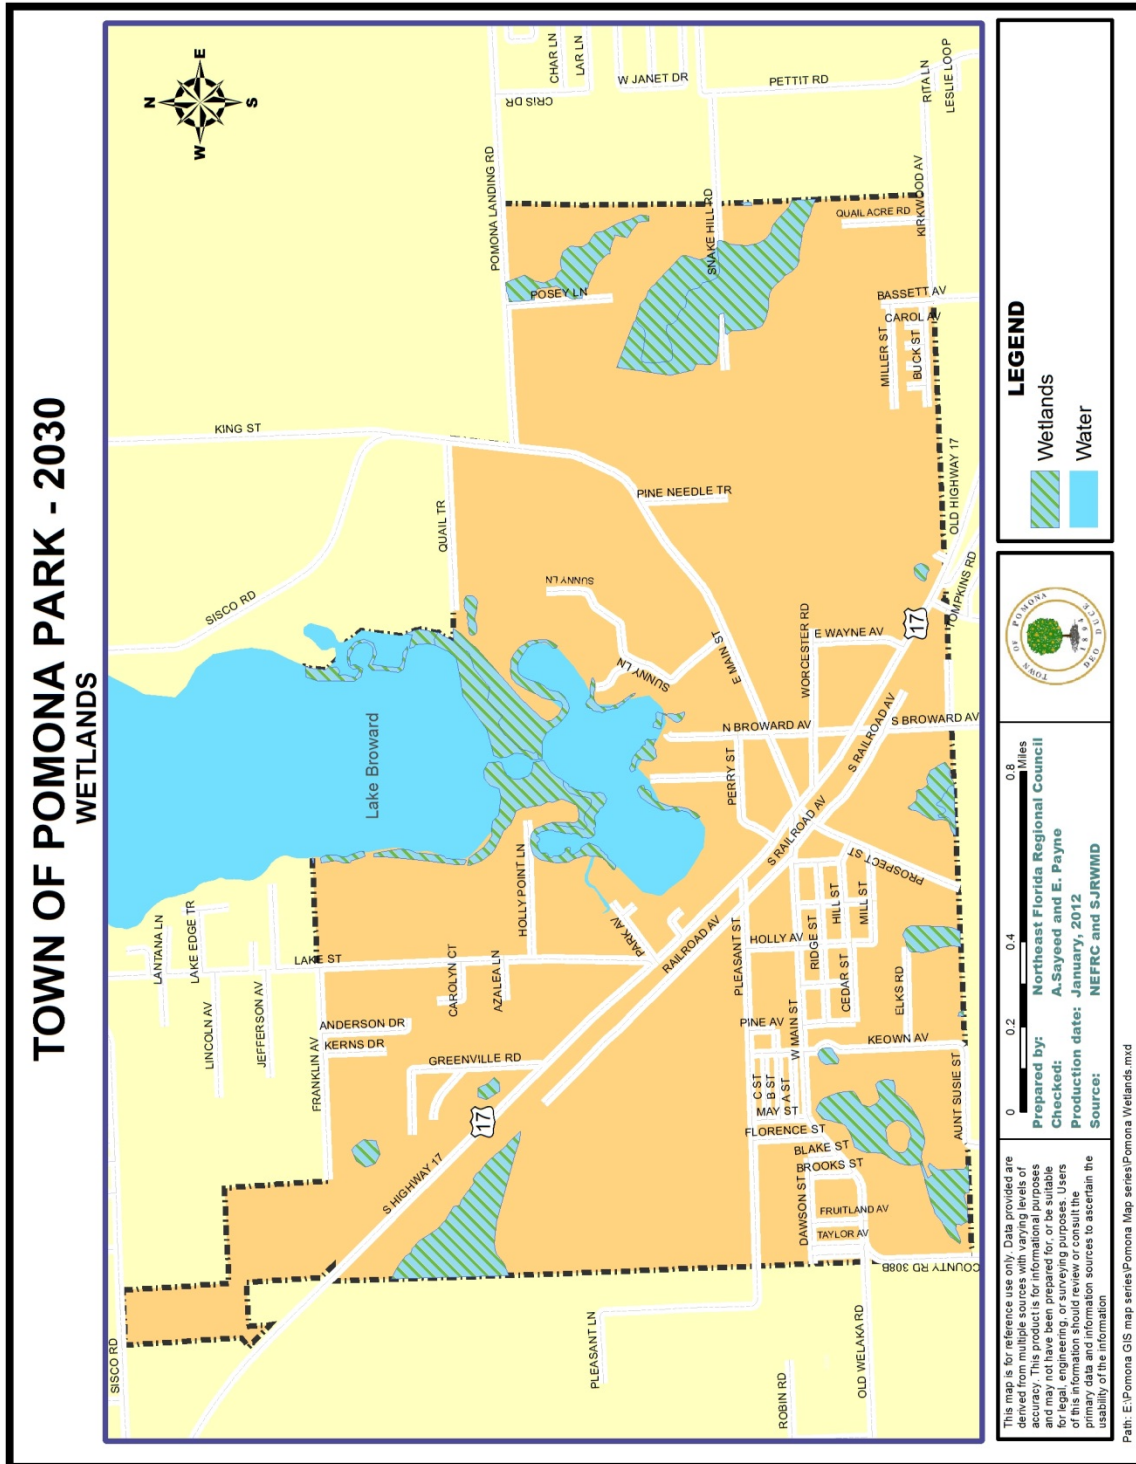 TOWN OF POMONA PARK - 2030
WETLANDS
N
E
S
W
SISCO RD
LANTANA LN
LAKE EDGE TR
LINCOLN AV
JEFFERSON AV
LAKE ST
FRANKLIN AV
ANDERSON DR
KERNS DR
CAROLYN CT
AZALEA LN
HOLLY POINT LN
GREENVILLE RD
S HIGHWAY 17
17
Lake Broward
SISCO RD
KING ST
QUAIL TR
POMONA LANDING RD
CRIS DR
CHAR LN
LAR LN
W JANET DR
PETTIT RD
RITA LN
LESLIE LOOP
SNAKE HILL RD
POSEY LN
QUAIL ACRE RD
KIRKWOOD AV
BASSETT AV
CAROL AV
MILLER ST
BUCK ST
PINE NEEDLE TR
SUNNY LN
SUNNY LN
E MAIN ST
WORCESTER RD
E WAYNE AV
17
OLD HIGHWAY 17
TOMPKINS RD
N BROWARD AV
S BROWARD AV
S RAILROAD AV
PERRY ST
S RAILROAD AV
PROSPECT ST
PARK AV
RAILROAD AV
PLEASANT ST
HOLLY AV
RIDGE ST
HILL ST
MILL ST
CEDAR ST
ELKS RD
W MAIN ST
PINE AV
KEOWN AV
C ST
B ST
A ST
MAY ST
FLORENCE ST
BLAKE ST
BROOKS ST
DAWSON ST
FRUITLAND AV
TAYLOR AV
AUNT SUSIE ST
COUNTY RD 308B
PLEASANT LN
ROBIN RD
OLD WELAKA RD
This map is for reference use only. Data provided are
derived from multiple sources with varying levels of
accuracy. This product is for informational purposes
and may not have been prepared for, or be suitable
for legal, engineering, or surveying purposes. Users
of this information should review or consult the
primary data and information sources to ascertain the
usability of the information
0 0.2 0.4 0.8
Miles
Prepared by: Northeast Florida Regional Council
Checked: A.Sayeed and E. Payne
Production date: January, 2012
Source: NEFRC and SJRWMD
TOWN OF POMONA
1894
DEO DUCE
LEGEND
Wetlands
Water
Path: E:\Pomona GIS map series\Pomona Map series\Pomona Wetlands.mxd